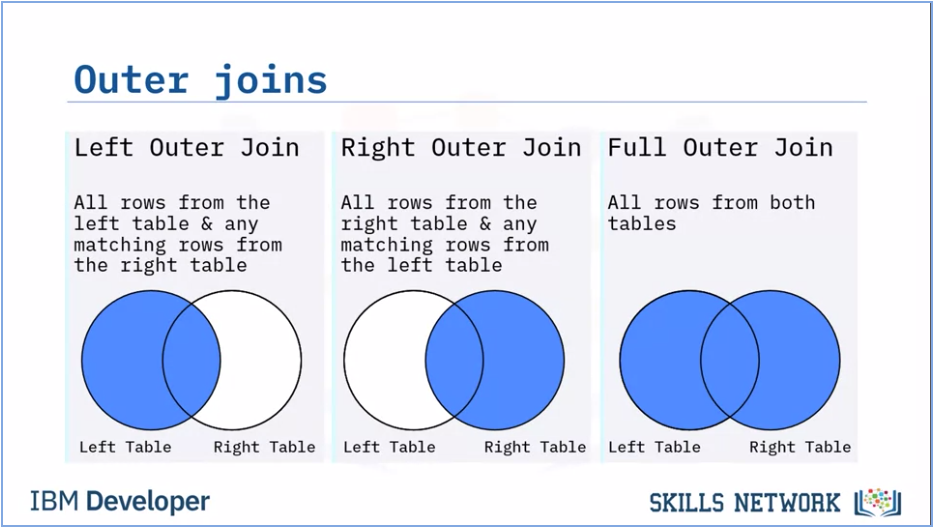 Outer joins
Left Outer Join
All rows from the
left table & any
matching rows from
the right table
Left Table
Right Table
Right Outer Join
All rows from the
right table & any
matching rows from
the left table
Left Table
Right Table
Full Outer Join
All rows from both
tables
Left Table
Right Table
IBM Developer
SKILLS NETWORK